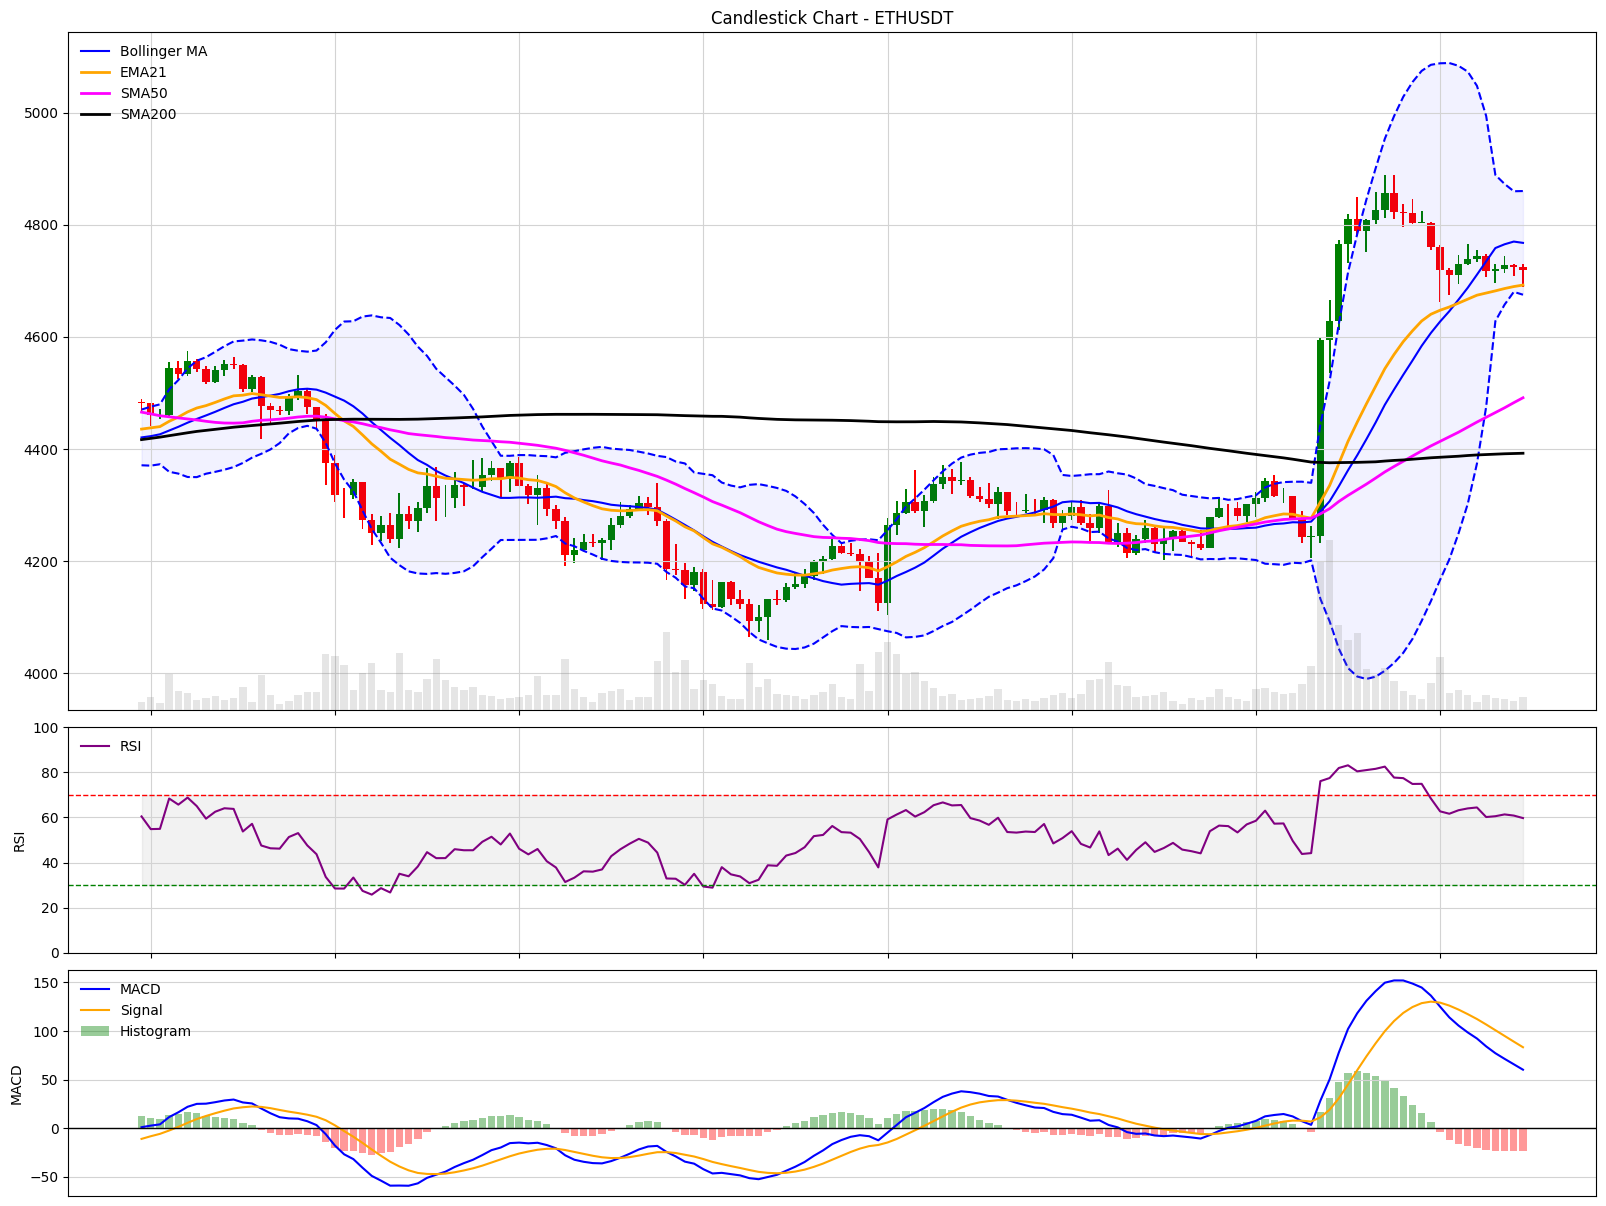 Candlestick Chart - ETHUSDT
Bollinger MA
EMA21
SMA50
SMA200
5000
4800
4600
4400
4200
4000
RSI
100
80
60
40
20
0
RSI
MACD
Signal
Histogram
150
100
50
0
−50
MACD